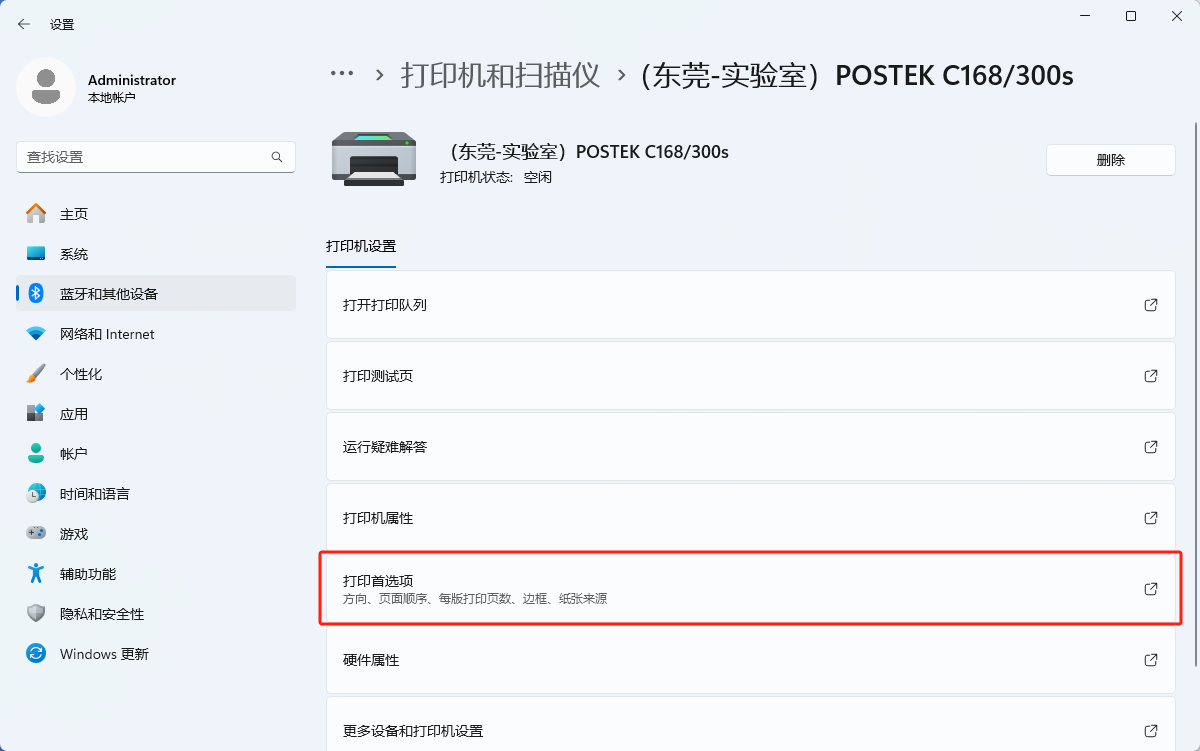 设置
Administrator
本地帐户
查找设置
主页
系统
蓝牙和其他设备
网络和 Internet
个性化
应用
帐户
时间和语言
游戏
辅助功能
隐私和安全性
Windows 更新
··· › 打印机和扫描仪 › (东莞-实验室）POSTEK C168/300s
（东莞-实验室）POSTEK C168/300s
打印机状态: 空闲
删除
打印机设置
打开打印队列
打印测试页
运行疑难解答
打印机属性
打印首选项
方向、页面顺序、每版打印页数、边框、纸张来源
硬件属性
更多设备和打印机设置